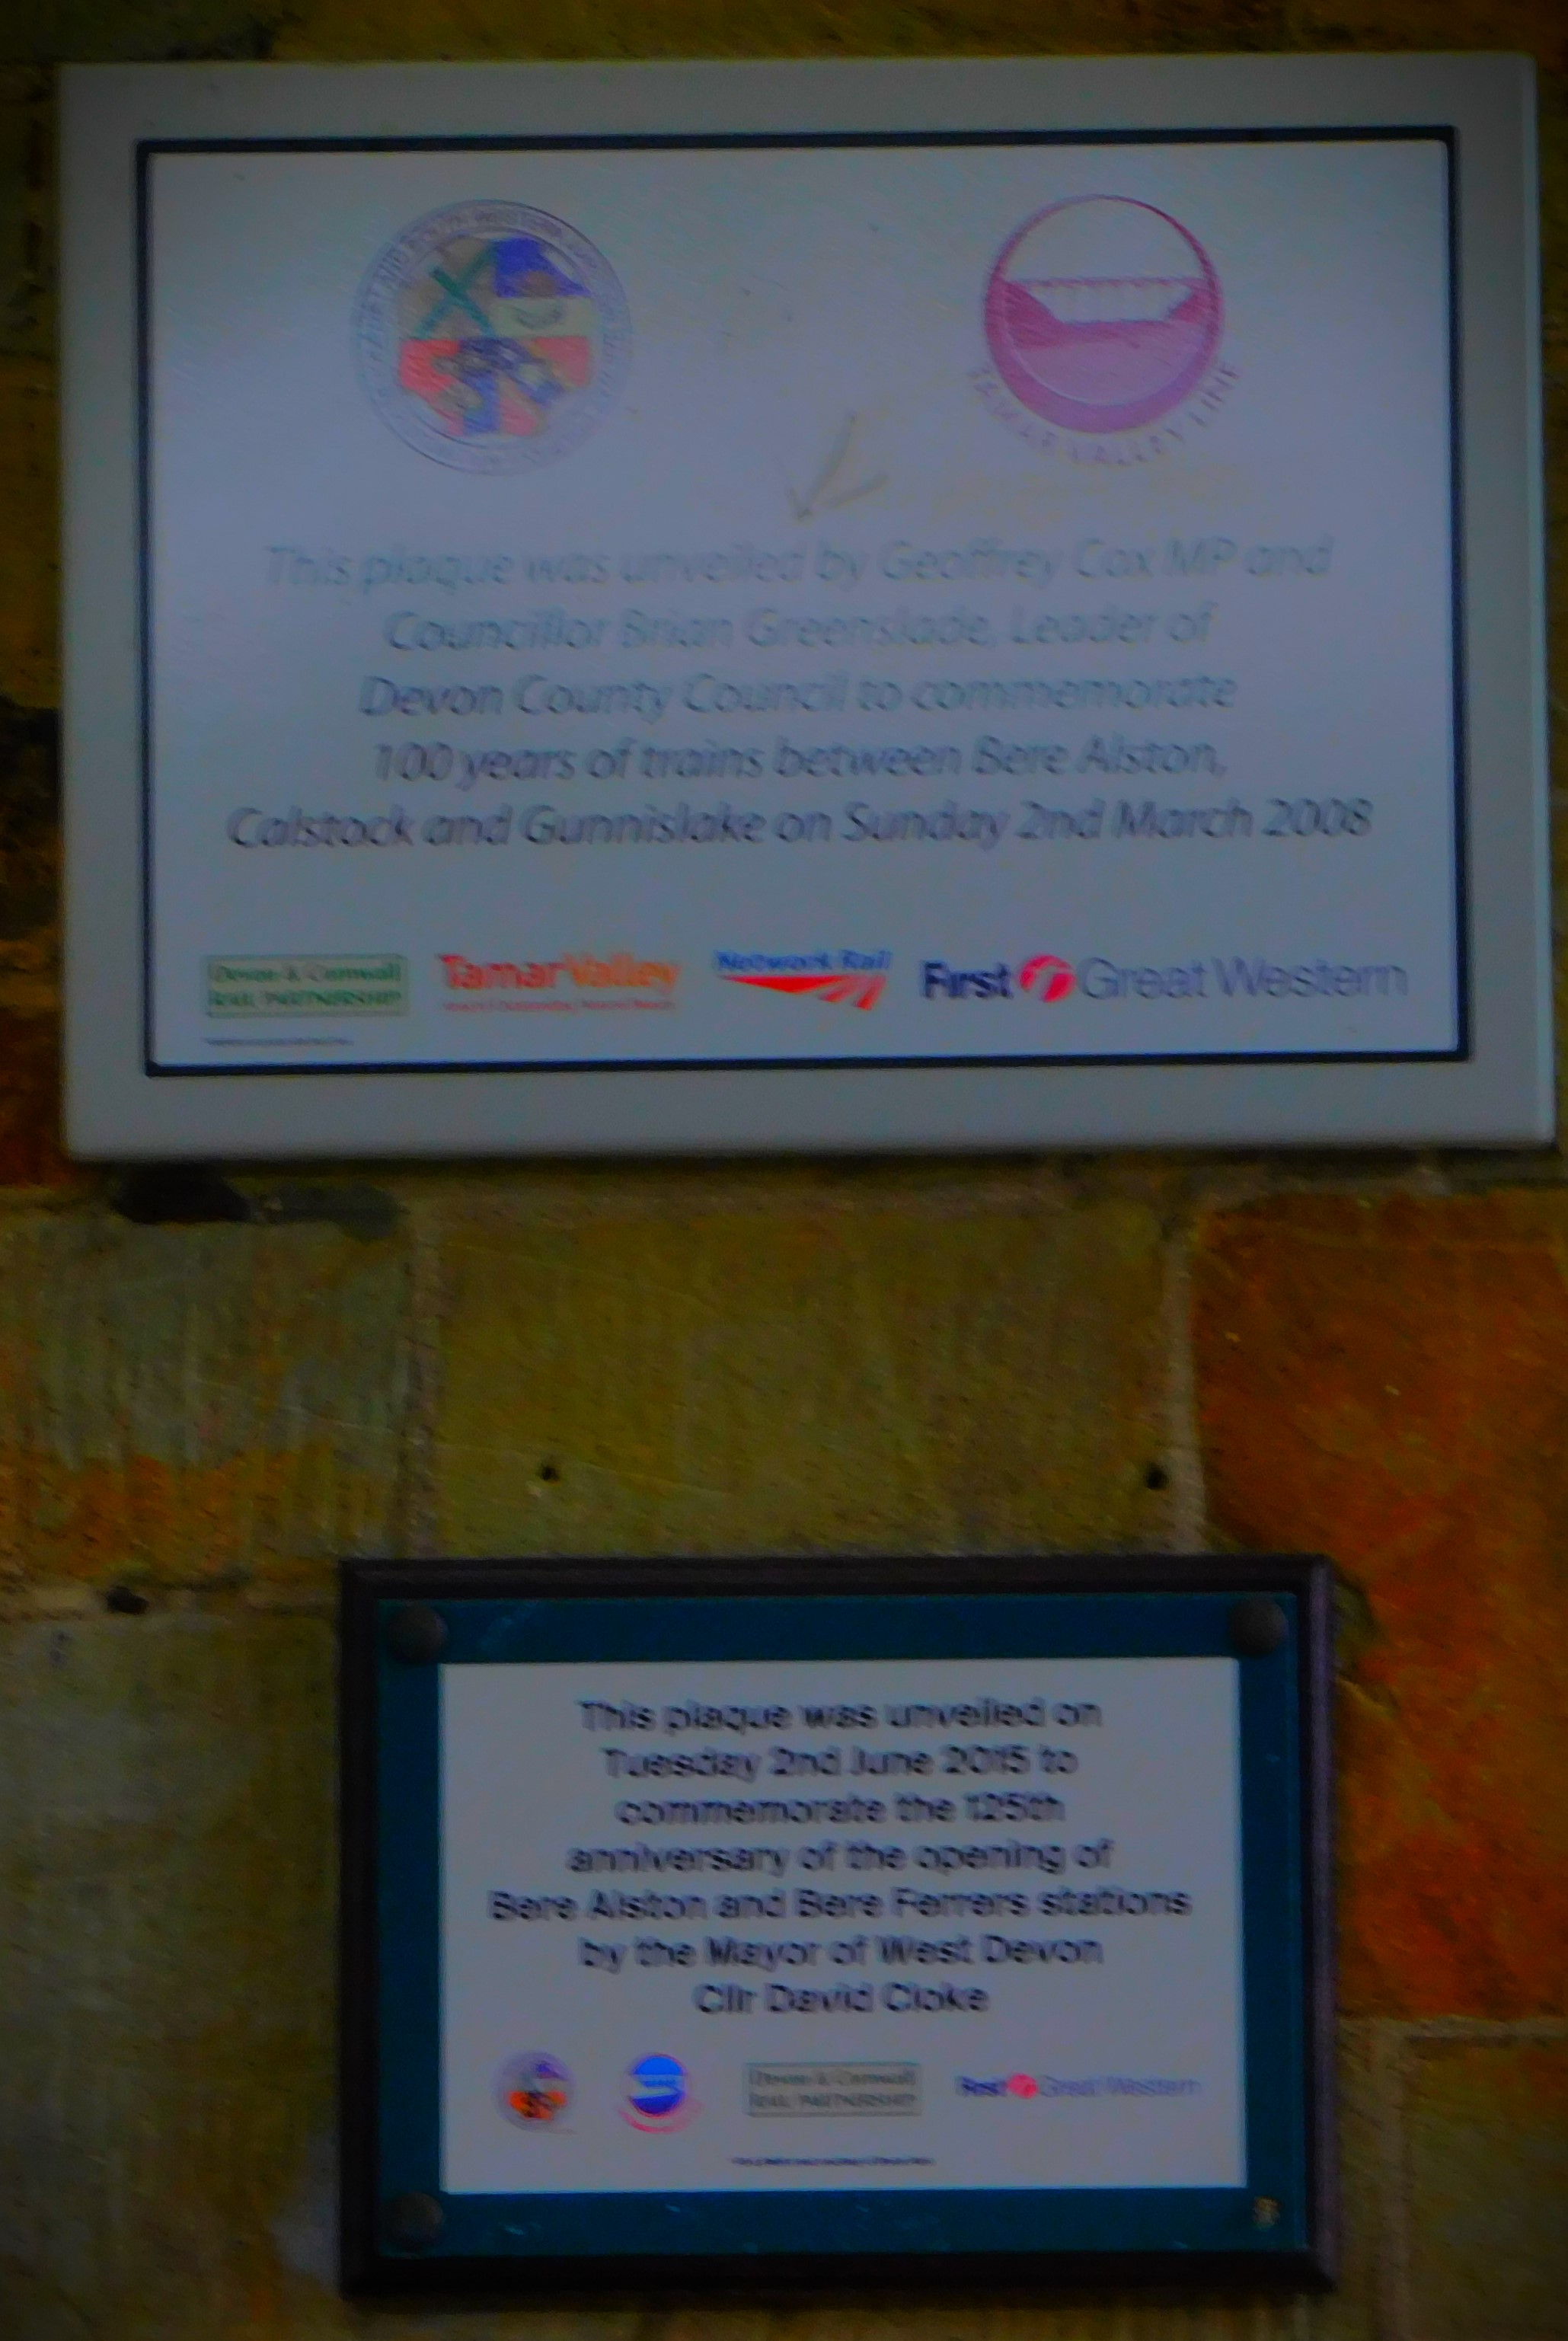 TAMAR VALLEY LINE
This plaque was unveiled by Geoffrey Cox MP and
Councillor Brian Greenslade, Leader of
Devon County Council to commemorate
100 years of trains between Bere Alston,
Calstock and Gunnislake on Sunday 2nd March 2008
Devon & Cornwall
RAIL PARTNERSHIP
TamarValley
Network Rail
First Great Western
This plaque was unveiled on
Tuesday 2nd June 2015 to
commemorate the 125th
anniversary of the opening of
Bere Alston and Bere Ferrers stations
by the Mayor of West Devon
Cllr David Cloke
Devon & Cornwall
RAIL PARTNERSHIP
First Great Western